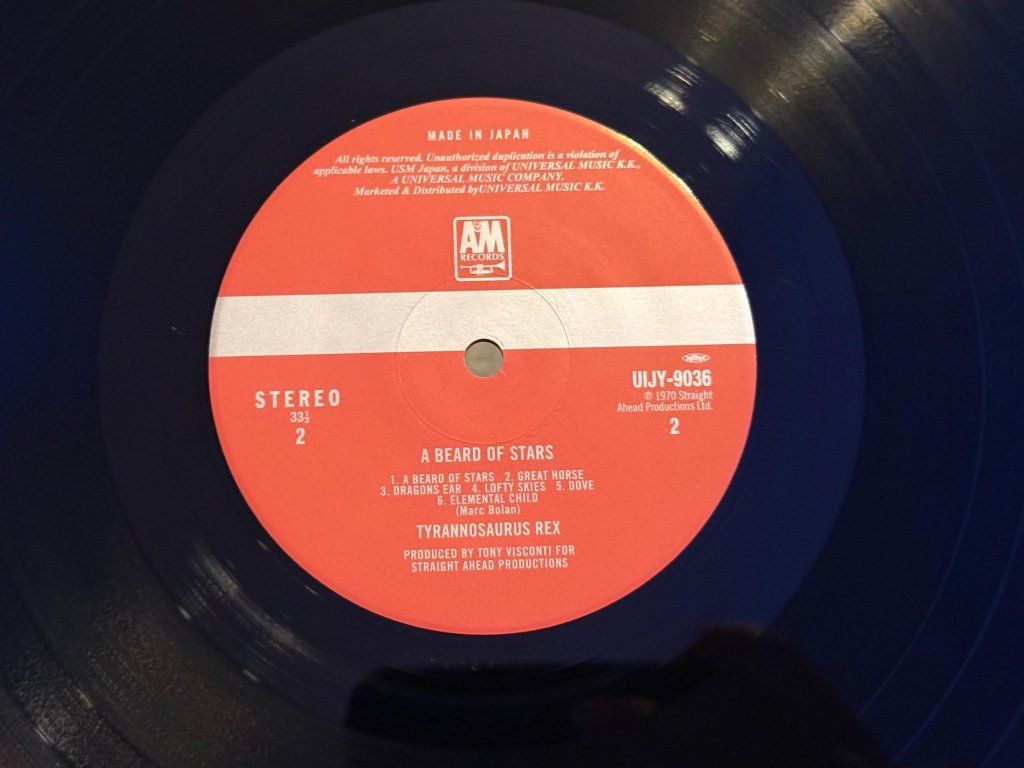 MADE IN JAPAN
All rights reserved. Unauthorized duplication is a violation of
applicable laws. USM Japan, a division of UNIVERSAL MUSIC K.K.,
A UNIVERSAL MUSIC COMPANY.
Marketed & Distributed byUNIVERSAL MUSIC K.K.
A&M
RECORDS
STEREO
33⅓
2
UIJY-9036
℗ 1970 Straight
Ahead Productions Ltd.
2
A BEARD OF STARS
1. A BEARD OF STARS 2. GREAT HORSE
3. DRAGONS EAR 4. LOFTY SKIES 5. DOVE
6. ELEMENTAL CHILD
(Marc Bolan)
TYRANNOSAURUS REX
PRODUCED BY TONY VISCONTI FOR
STRAIGHT AHEAD PRODUCTIONS